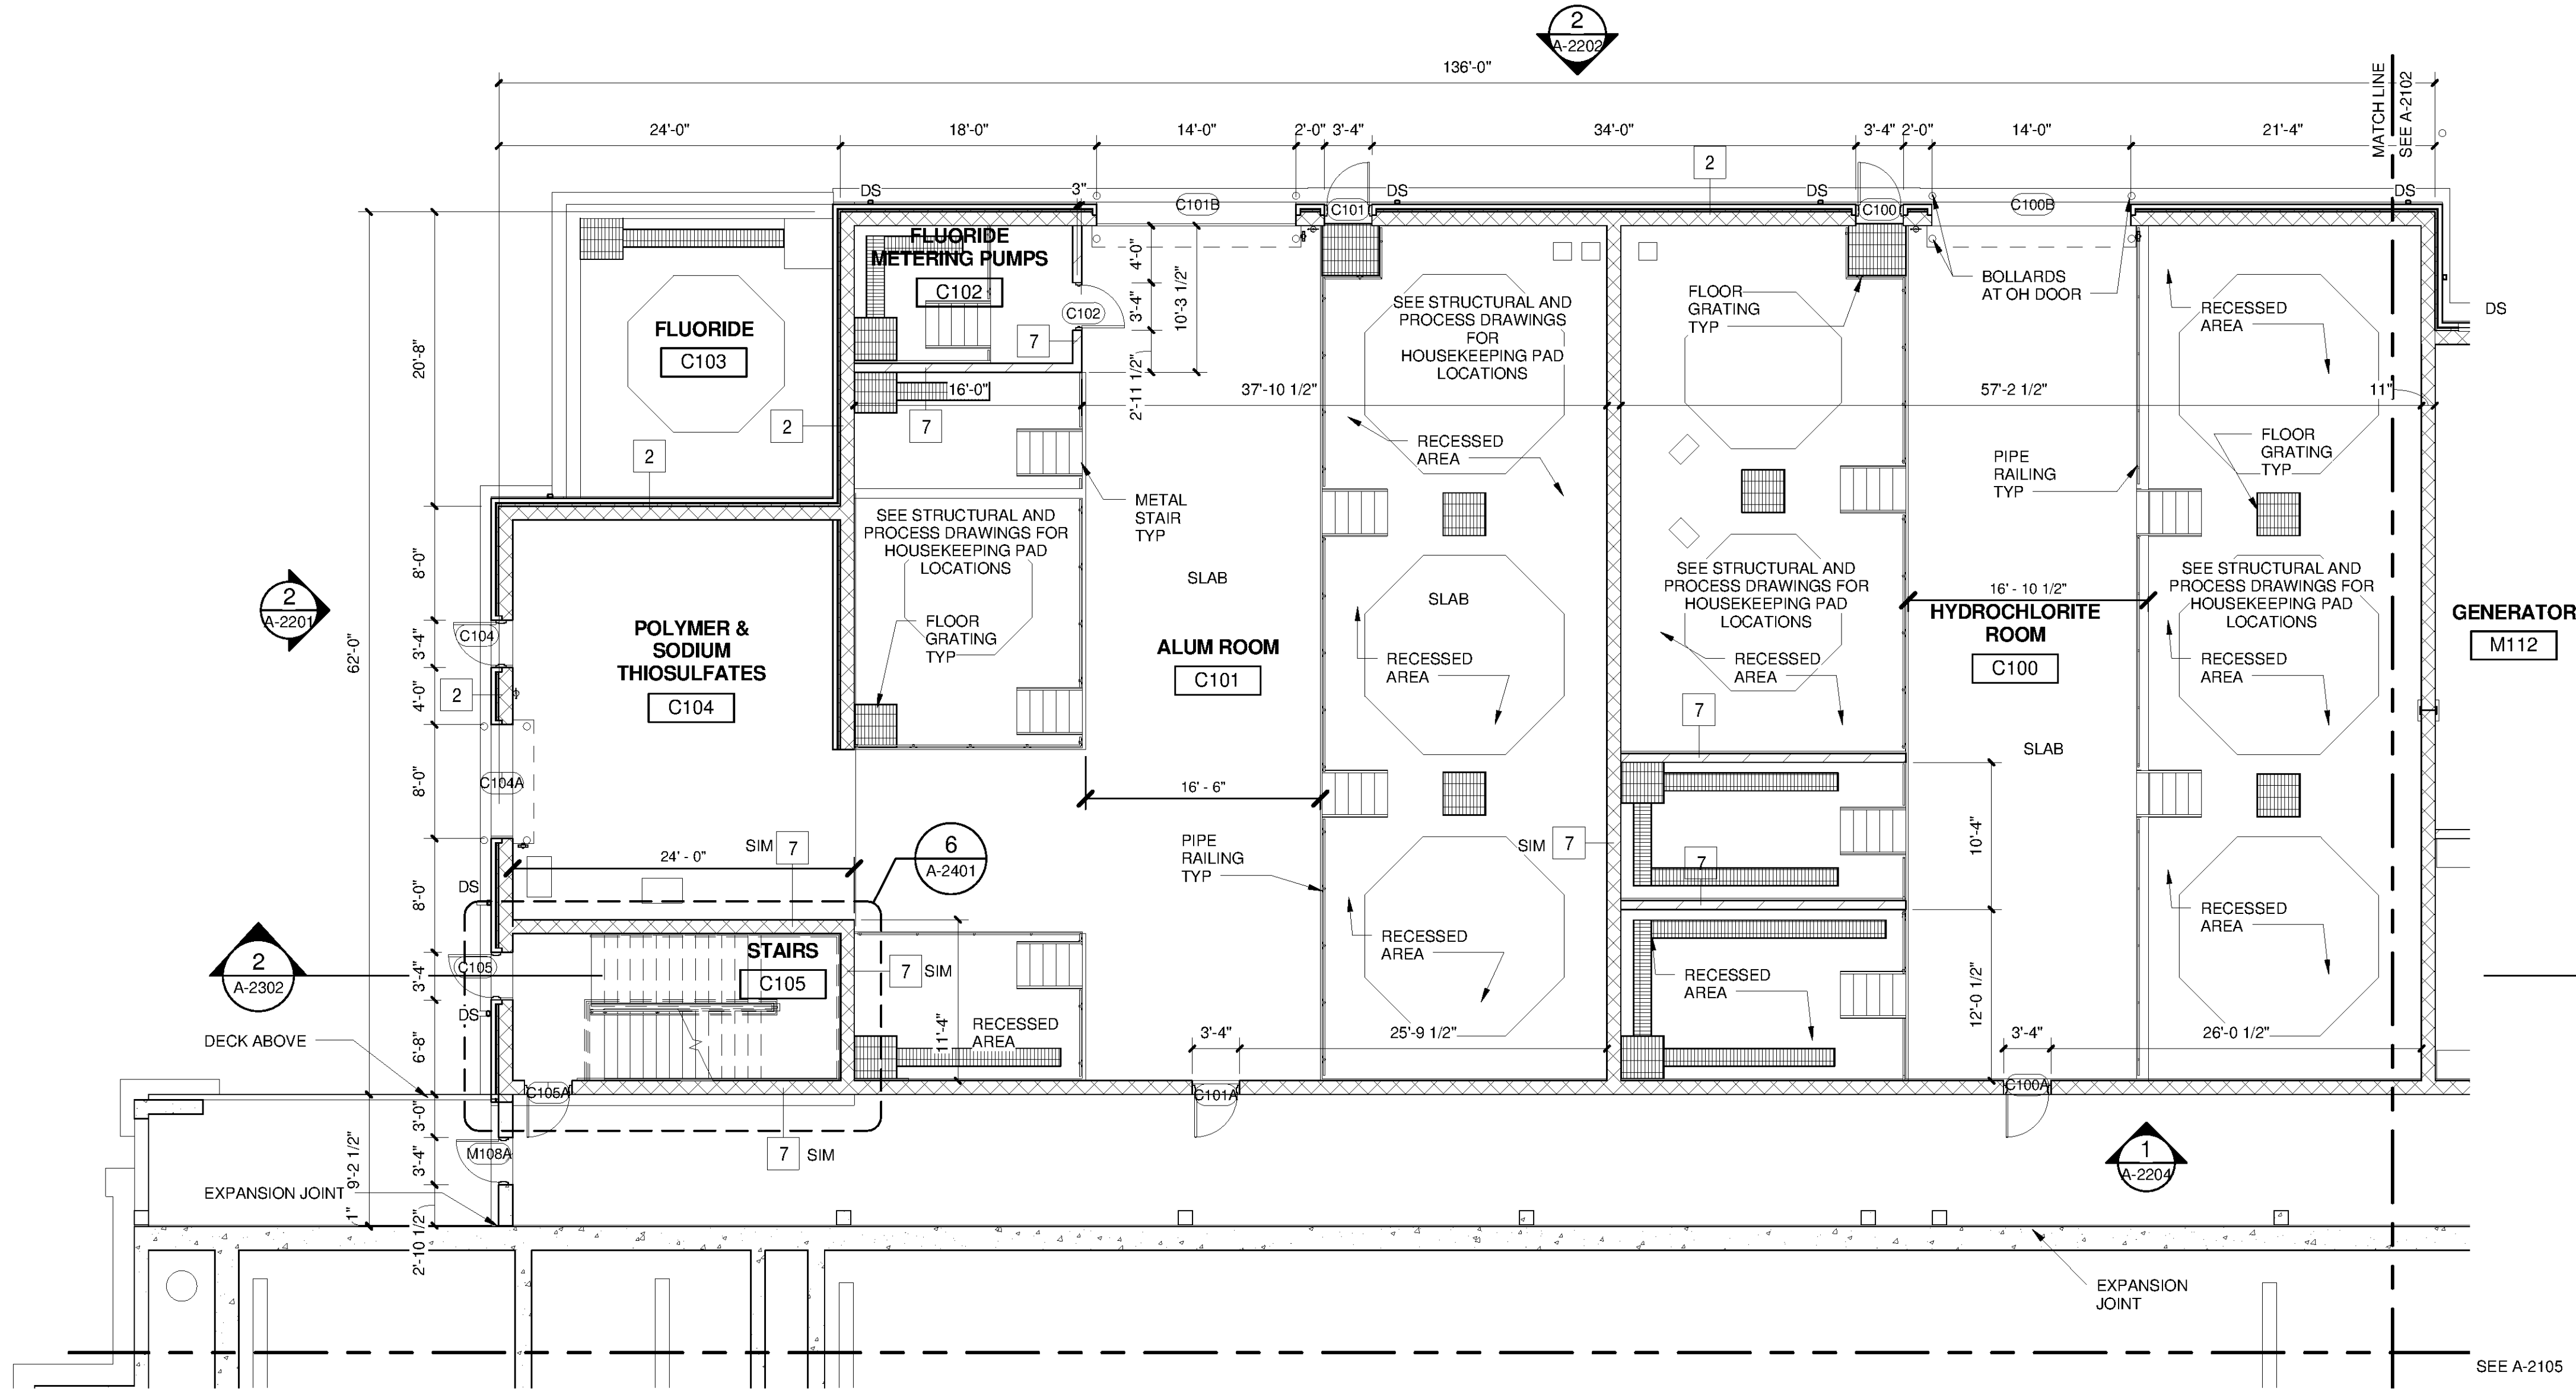 2
A-2202
136'-0"
MATCH LINE
SEE A-2102
24'-0"
18'-0"
14'-0"
2'-0"
3'-4"
34'-0"
3'-4"
2'-0"
14'-0"
21'-4"
2
DS
3"
C101B
C101
DS
DS
C100
C100B
DS
DS
FLUORIDE
METERING PUMPS
C102
C102
7
4'-0"
3'-4"
2'-11 1/2"
10'-3 1/2"
FLUORIDE
C103
2
2
20'-8"
62'-0"
16'-0"
7
37'-10 1/2"
57'-2 1/2"
11"
SEE STRUCTURAL AND
PROCESS DRAWINGS
FOR
HOUSEKEEPING PAD
LOCATIONS
FLOOR
GRATING
TYP
BOLLARDS
AT OH DOOR
RECESSED
AREA
RECESSED
AREA
PIPE
RAILING
TYP
FLOOR
GRATING
TYP
METAL
STAIR
TYP
SEE STRUCTURAL AND
PROCESS DRAWINGS FOR
HOUSEKEEPING PAD
LOCATIONS
FLOOR
GRATING
TYP
SLAB
SLAB
ALUM ROOM
C101
RECESSED
AREA
SEE STRUCTURAL AND
PROCESS DRAWINGS FOR
HOUSEKEEPING PAD
LOCATIONS
RECESSED
AREA
16' - 10 1/2"
HYDROCHLORITE
ROOM
C100
SLAB
SEE STRUCTURAL AND
PROCESS DRAWINGS FOR
HOUSEKEEPING PAD
LOCATIONS
RECESSED
AREA
GENERATOR
M112
2
A-2201
8'-0"
3'-4"
4'-0"
8'-0"
8'-0"
3'-4"
6'-8"
C104
2
C104A
POLYMER &
SODIUM
THIOSULFATES
C104
7
7
16' - 6"
SIM
7
24' - 0"
6
A-2401
PIPE
RAILING
TYP
SIM
7
10'-4"
12'-0 1/2"
RECESSED
AREA
RECESSED
AREA
RECESSED
AREA
DS
C105
DS
STAIRS
C105
7
SIM
11'-4"
RECESSED
AREA
2
A-2302
DECK ABOVE
3'-4"
25'-9 1/2"
3'-4"
26'-0 1/2"
C105A
C101A
C100A
3'-0"
3'-4"
2'-10 1/2"
9'-2 1/2"
1"
M108A
7
SIM
1
A-2204
EXPANSION JOINT
EXPANSION
JOINT
SEE A-2105